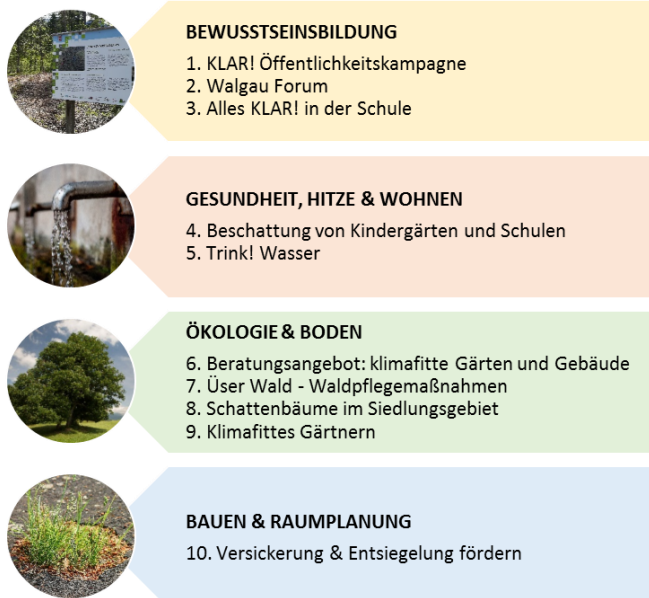 BEWUSSTSEINSBILDUNG
1. KLAR! Öffentlichkeitskampagne
2. Walgau Forum
3. Alles KLAR! in der Schule
GESUNDHEIT, HITZE & WOHNEN
4. Beschattung von Kindergärten und Schulen
5. Trink! Wasser
ÖKOLOGIE & BODEN
6. Beratungsangebot: klimafitte Gärten und Gebäude
7. Üser Wald - Waldpflegemaßnahmen
8. Schattenbäume im Siedlungsgebiet
9. Klimafittes Gärtnern
BAUEN & RAUMPLANUNG
10. Versickerung & Entsiegelung fördern